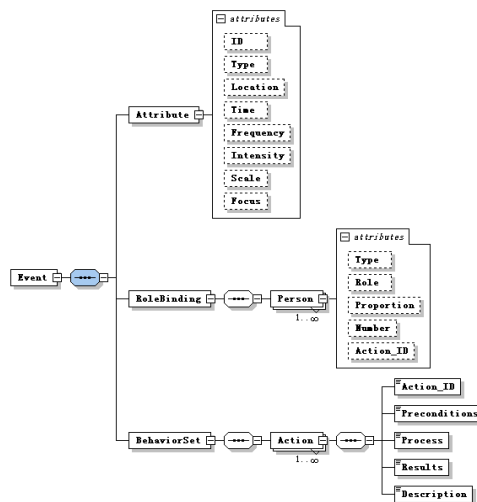 attributes
ID
Type
Location
Attribute
Time
Frequency
Intensity
Scale
Focus
attributes
Type
Event
Role
RoleBinding
Person
Proportion
1..∞
Number
Action_ID
Action_ID
Preconditions
BehaviorSet
Action
Process
1..∞
Results
Description